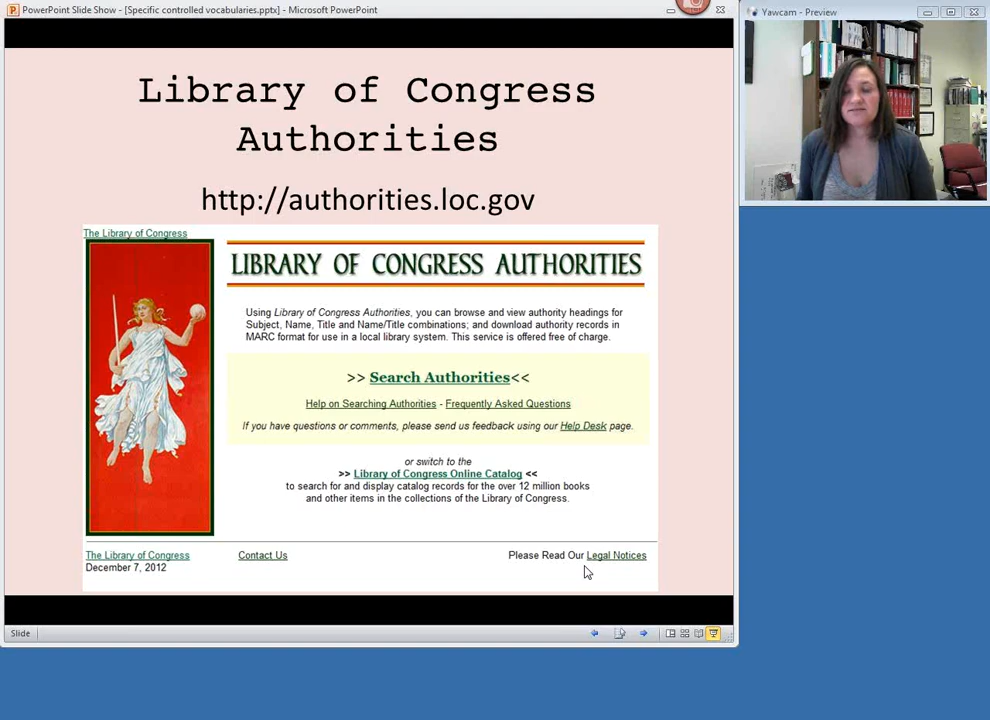 PowerPoint Slide Show - [Specific controlled vocabularies.pptx] - Microsoft PowerPoint
Yawcam - Preview
Library of Congress
Authorities
http://authorities.loc.gov
The Library of Congress
LIBRARY OF CONGRESS AUTHORITIES
Using Library of Congress Authorities, you can browse and view authority headings for
Subject, Name, Title and Name/Title combinations; and download authority records in
MARC format for use in a local library system. This service is offered free of charge.
>> Search Authorities<<
Help on Searching Authorities - Frequently Asked Questions
If you have questions or comments, please send us feedback using our Help Desk page.
or switch to the
>> Library of Congress Online Catalog <<
to search for and display catalog records for the over 12 million books
and other items in the collections of the Library of Congress.
The Library of Congress
December 7, 2012
Contact Us
Please Read Our Legal Notices
Slide